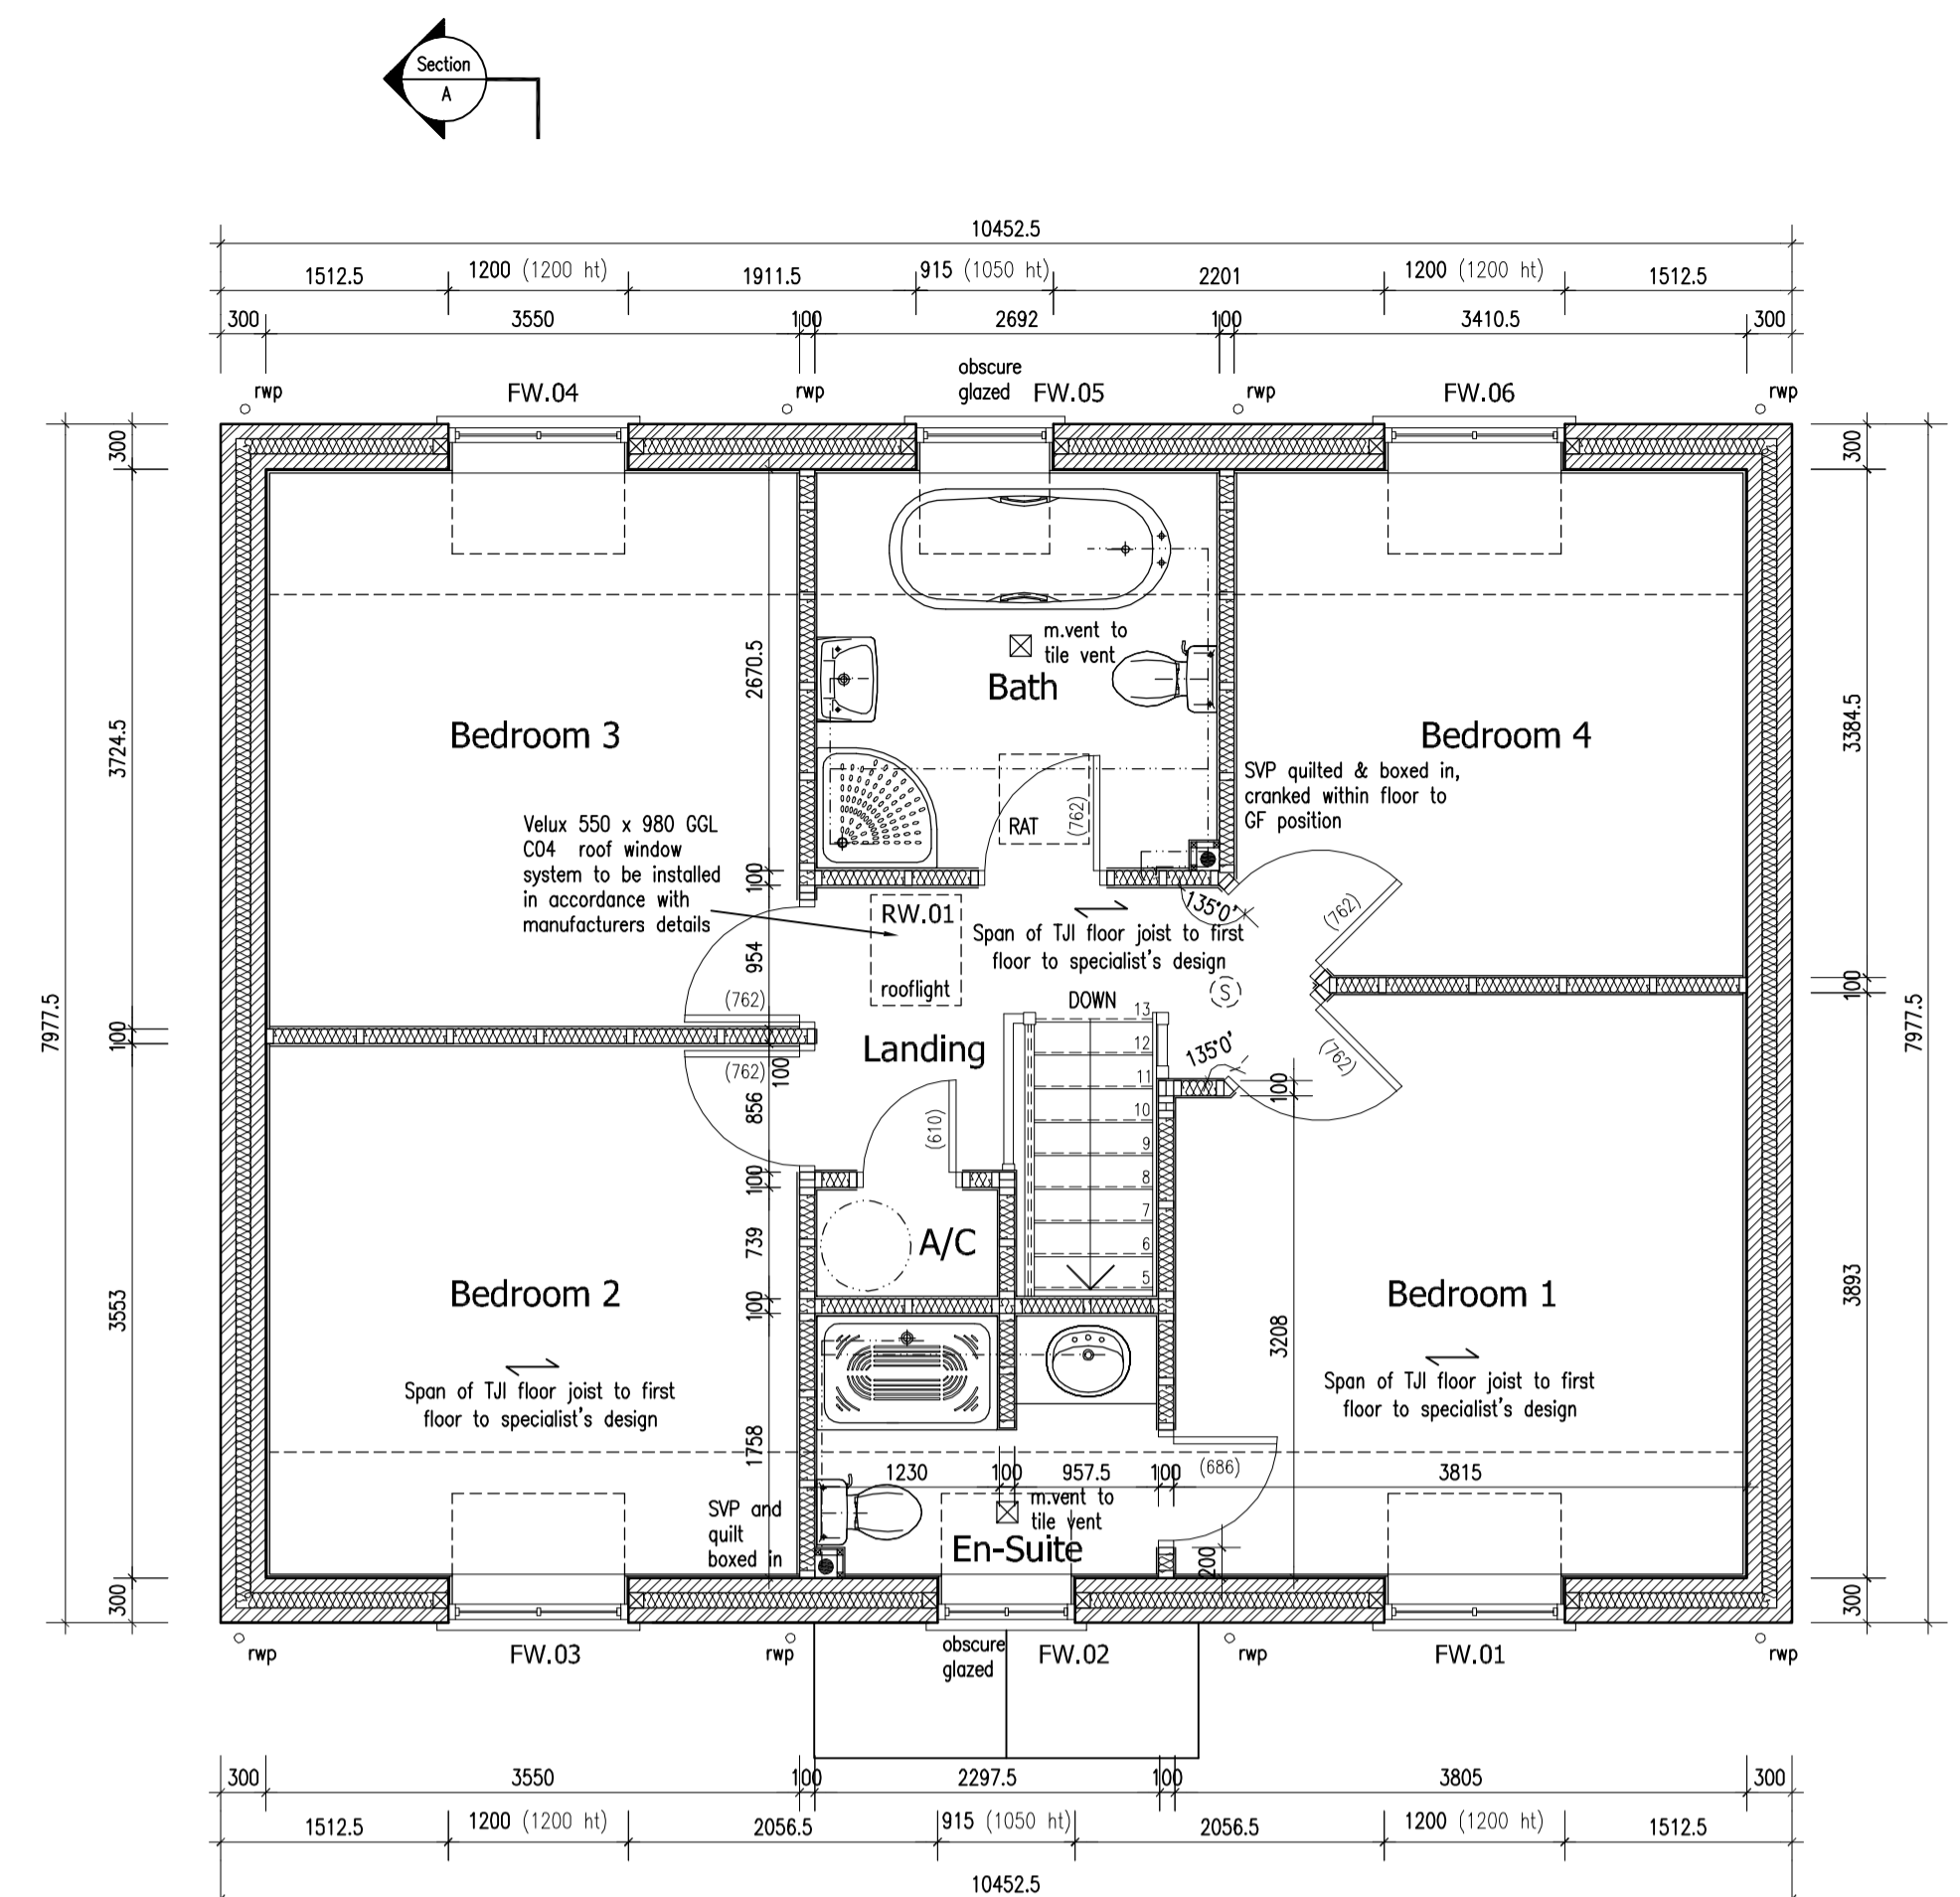 Section
A
10452.5
1512.5 1200 (1200 ht) 1911.5 915 (1050 ht) 2201 1200 (1200 ht) 1512.5
300 3550 100 2692 100 3410.5 300
obscure
glazed
rwp FW.04 rwp FW.05 rwp FW.06 rwp
300
300
m.vent to
tile vent
Bath
2670.5
3724.5
Bedroom 3
Bedroom 4
3384.5
SVP quilted & boxed in,
cranked within floor to
GF position
Velux 550 x 980 GGL
C04 roof window
system to be installed
in accordance with
manufacturers details
RAT
(762)
100
RW.01
rooflight
135°0'
(762)
Span of TJI floor joist to first
floor to specialist's design
954
(762)
S
DOWN
7977.5
100
100
7977.5
Landing
(762)
100
856
135°0'
(762)
100
(610)
13
12
11
10
9
8
7
6
5
100
739
A/C
100
Bedroom 2
Bedroom 1
3553
3893
3208
Span of TJI floor joist to first
floor to specialist's design
Span of TJI floor joist to first
floor to specialist's design
1758
1230 100 957.5 100 (686) 3815
SVP and
quilt
boxed in
m.vent to
tile vent
En-Suite
200
300
300
rwp FW.03 rwp
obscure
glazed
FW.02 rwp FW.01 rwp
300 3550 100 2297.5 100 3805 300
1512.5 1200 (1200 ht) 2056.5 915 (1050 ht) 2056.5 1200 (1200 ht) 1512.5
10452.5